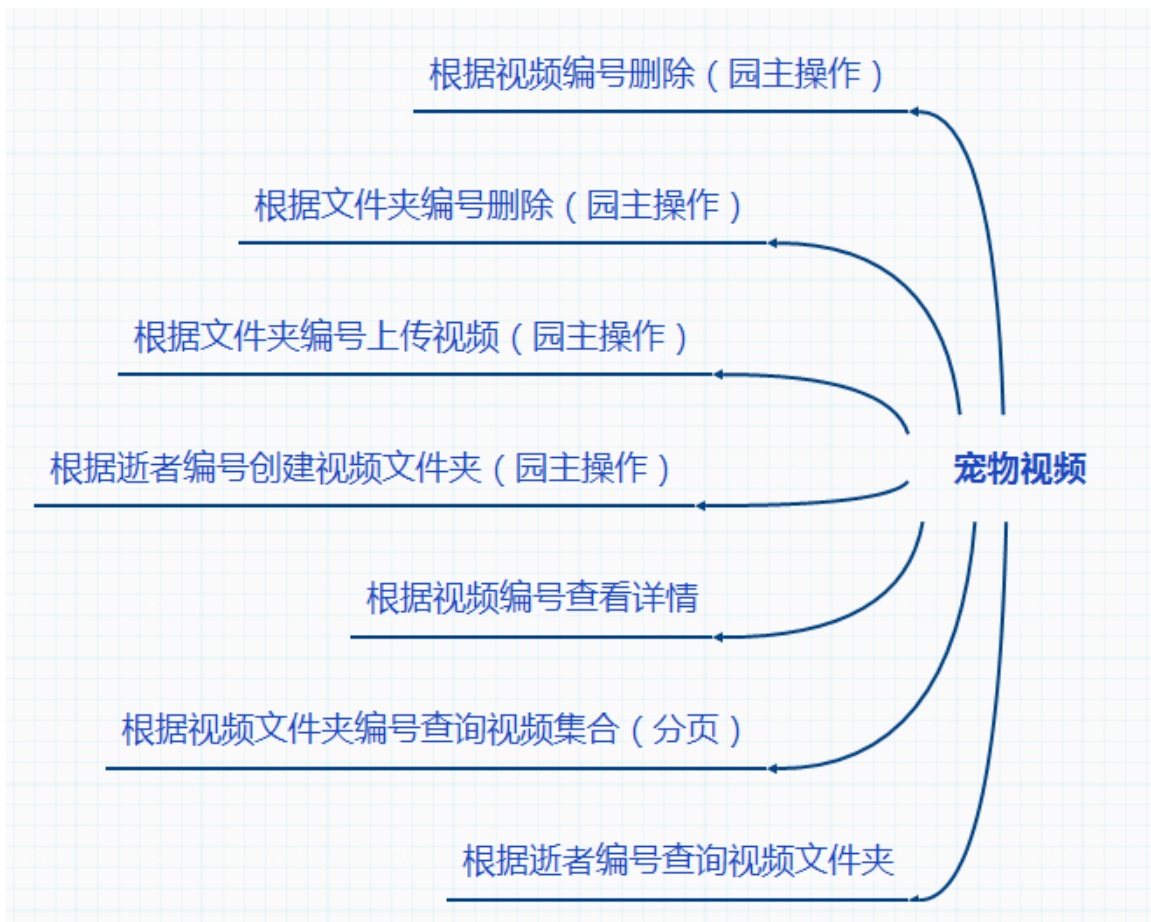 根据视频编号删除（园主操作）
根据文件夹编号删除（园主操作）
根据文件夹编号上传视频（园主操作）
根据逝者编号创建视频文件夹（园主操作）
宠物视频
根据视频编号查看详情
根据视频文件夹编号查询视频集合（分页）
根据逝者编号查询视频文件夹